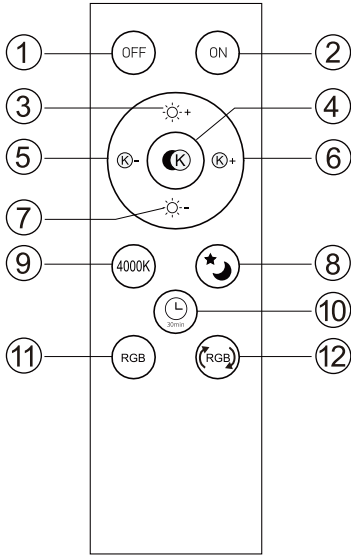 1 OFF ON 2
3 + 4
5 K- K K+ 6
7 -
9 4000K 8
30min 10
11 RGB RGB 12